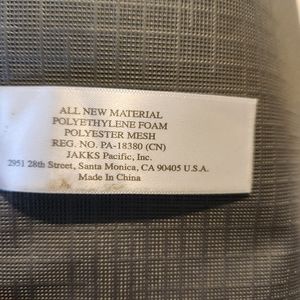 ALL NEW MATERIAL
POLYETHYLENE FOAM
POLYESTER MESH
REG. NO. PA-18380 (CN)
JAKKS Pacific, Inc.
2951 28th Street, Santa Monica, CA 90405 U.S.A.
Made In China